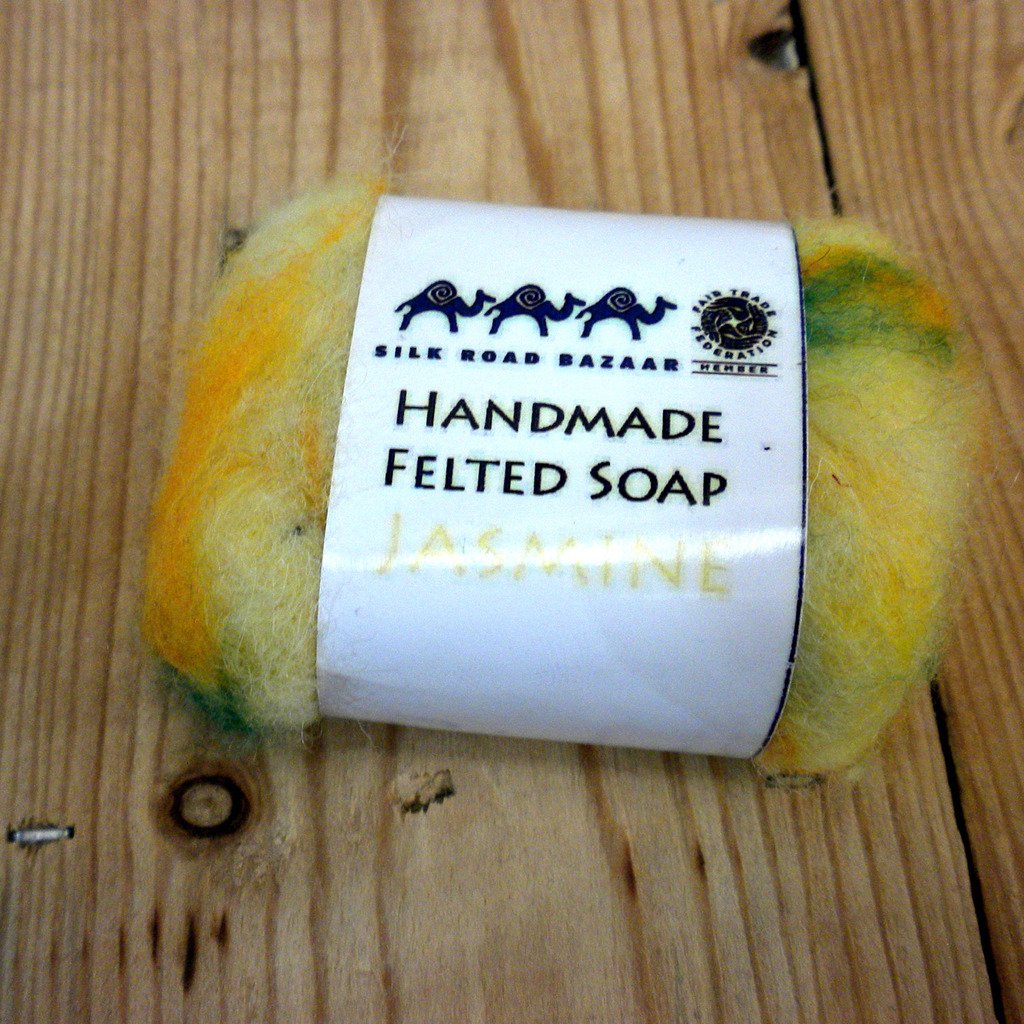 SILK ROAD BAZAAR
FAIR TRADE
FEDERATION
MEMBER
HANDMADE
FELTED SOAP
JASMINE